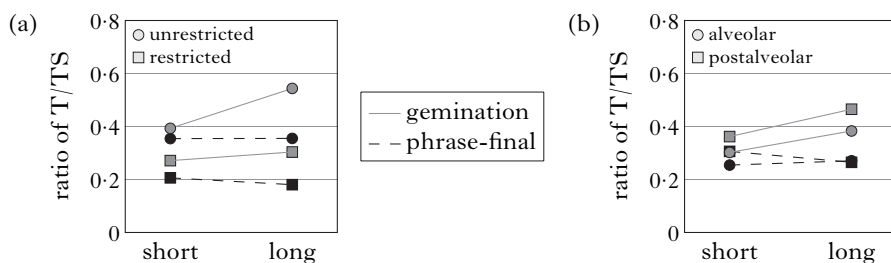 (a)
ratio of T/TS
0·8
0·6
0·4
0·2
0
unrestricted
restricted
short long
gemination
phrase-final
(b)
ratio of T/TS
0·8
0·6
0·4
0·2
0
alveolar
postalveolar
short long